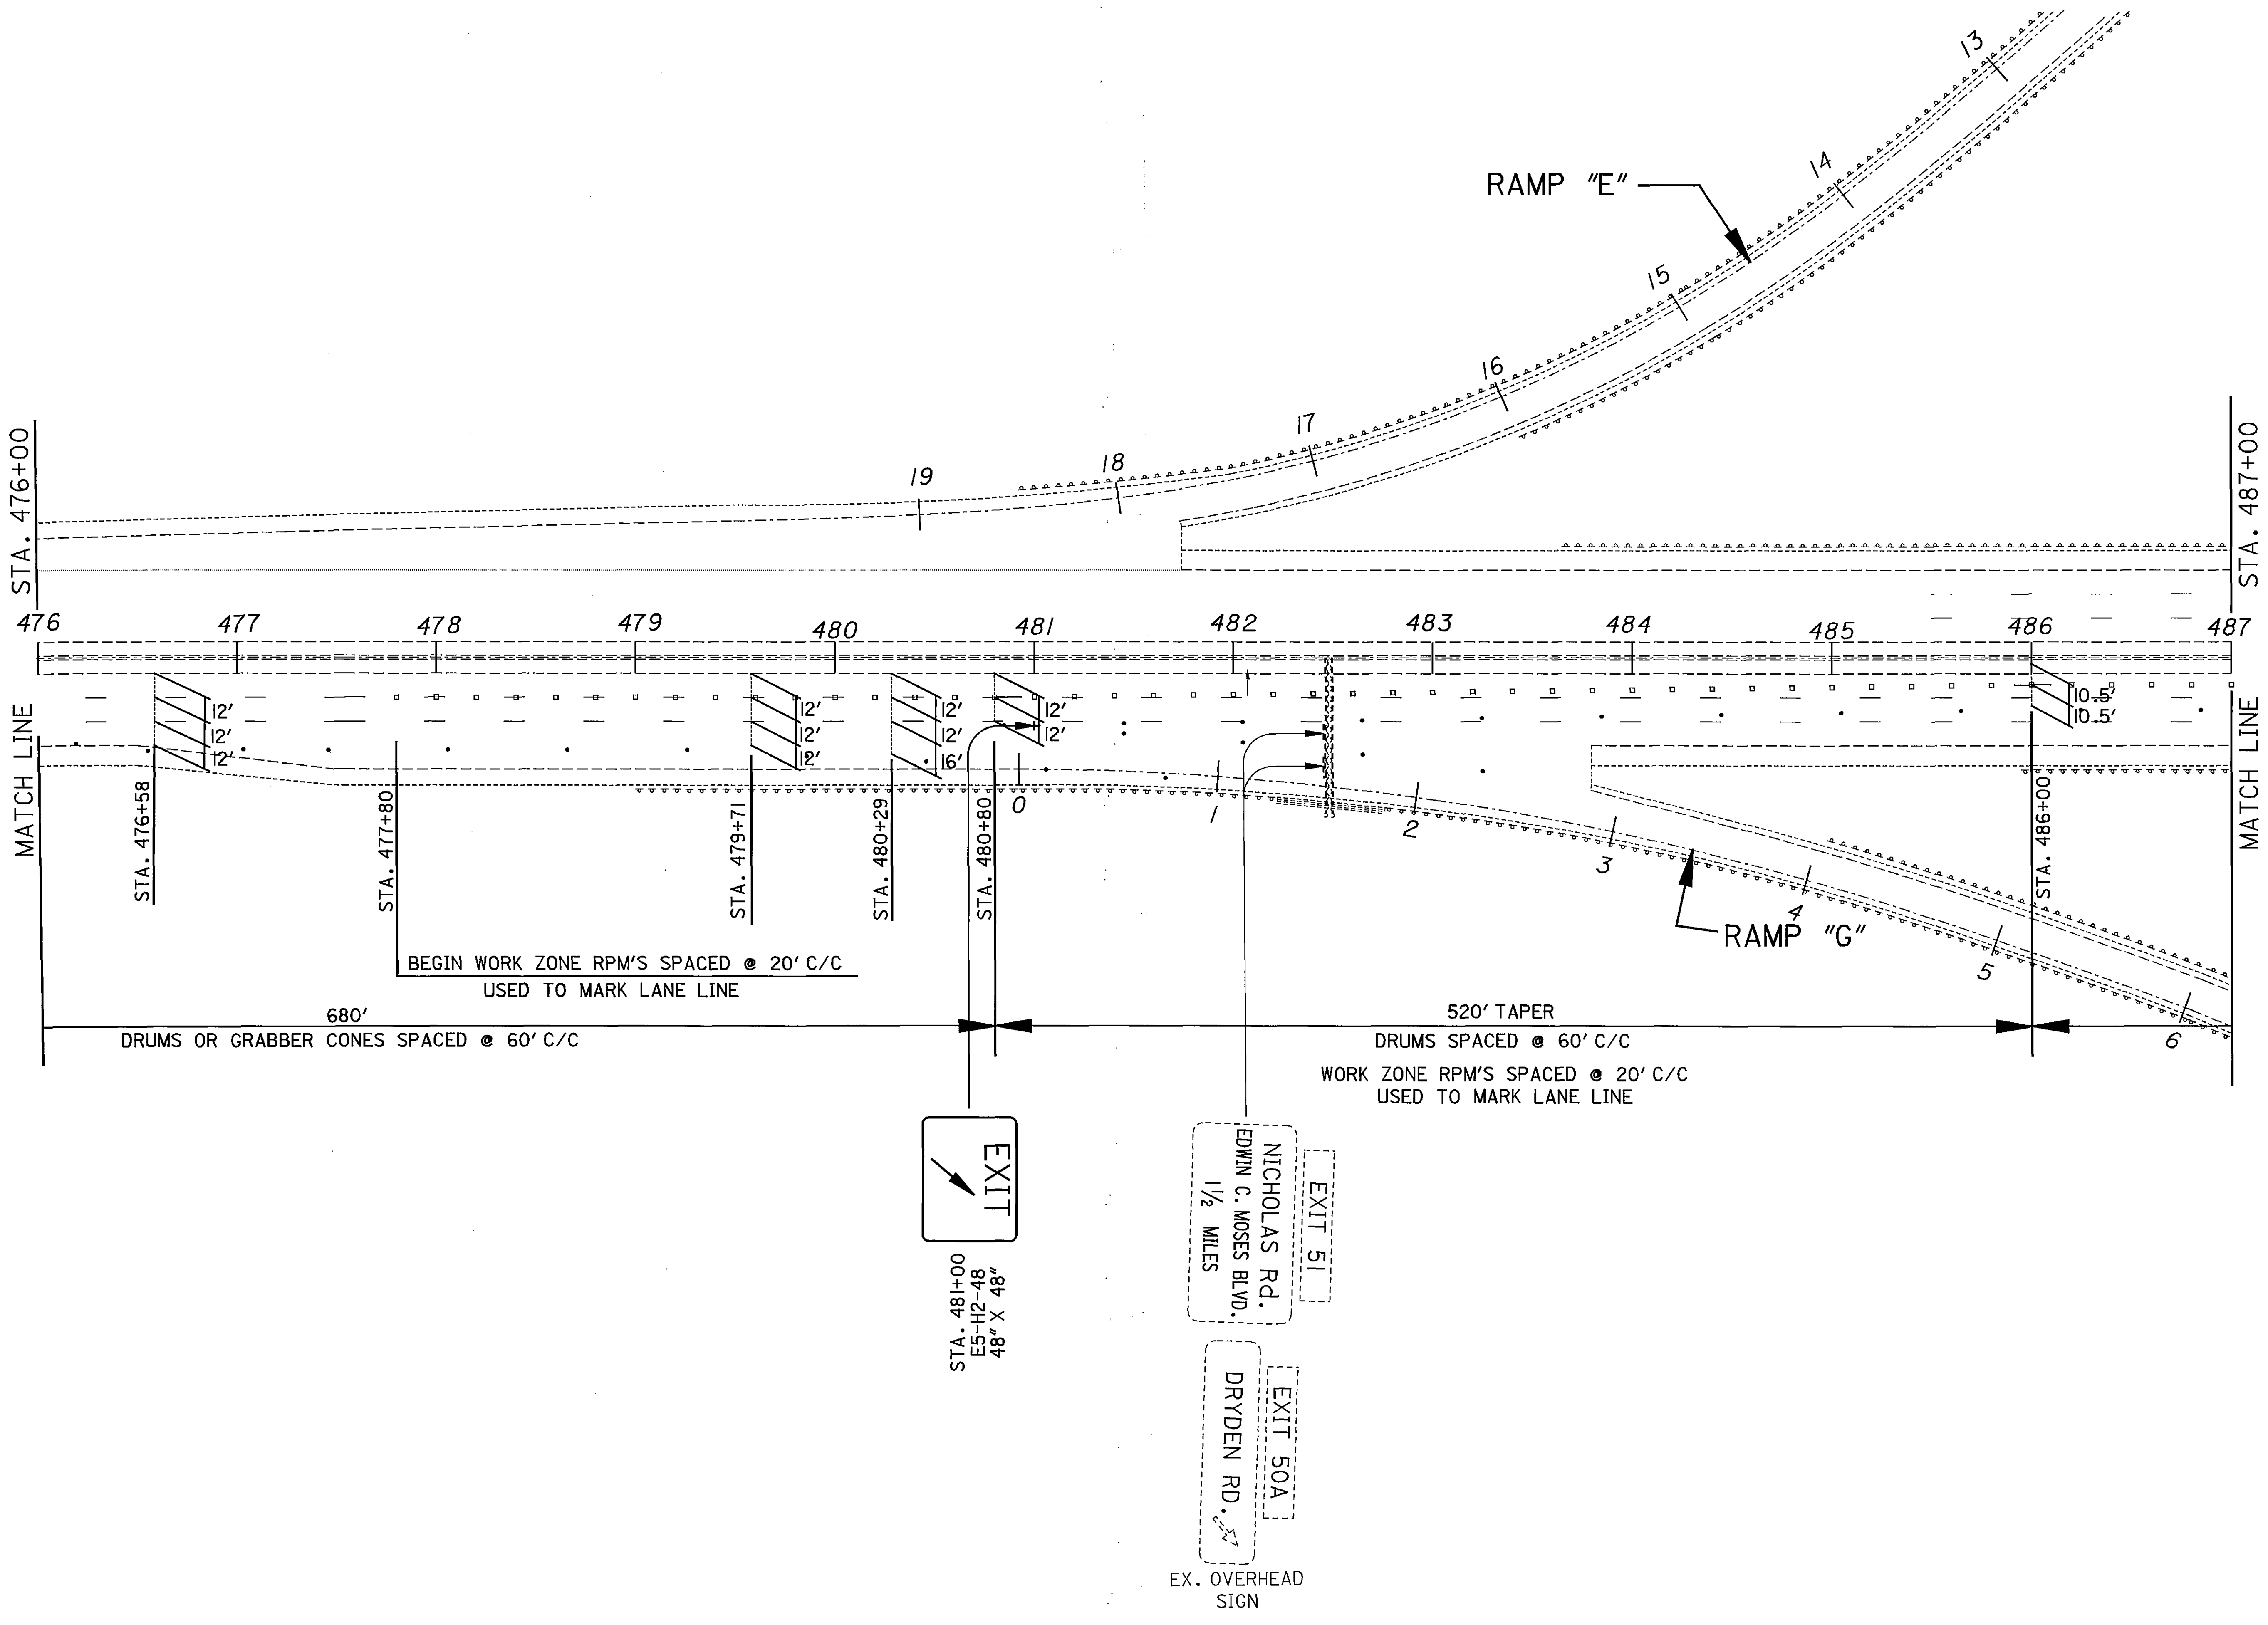 13
14
RAMP "E"
15
16
17
18
19
STA. 476+00
STA. 487+00
476
477
478
479
480
481
482
483
484
485
486
487
12'
12'
12'
12'
12'
12'
12'
12'
16'
12'
12'
10.5'
10.5'
MATCH LINE
MATCH LINE
STA. 476+58
STA. 477+80
STA. 479+71
STA. 480+29
STA. 480+80
STA. 486+00
0
1
2
3
4
5
6
RAMP "G"
BEGIN WORK ZONE RPM'S SPACED @ 20' C/C
USED TO MARK LANE LINE
680'
DRUMS OR GRABBER CONES SPACED @ 60' C/C
520' TAPER
DRUMS SPACED @ 60' C/C
WORK ZONE RPM'S SPACED @ 20' C/C
USED TO MARK LANE LINE
EXIT
STA. 481+00
E5-H2-48
48" X 48"
EXIT 51
NICHOLAS Rd.
EDWIN C. MOSES BLVD.
1½ MILES
EXIT 50A
DRYDEN RD.
EX. OVERHEAD
SIGN